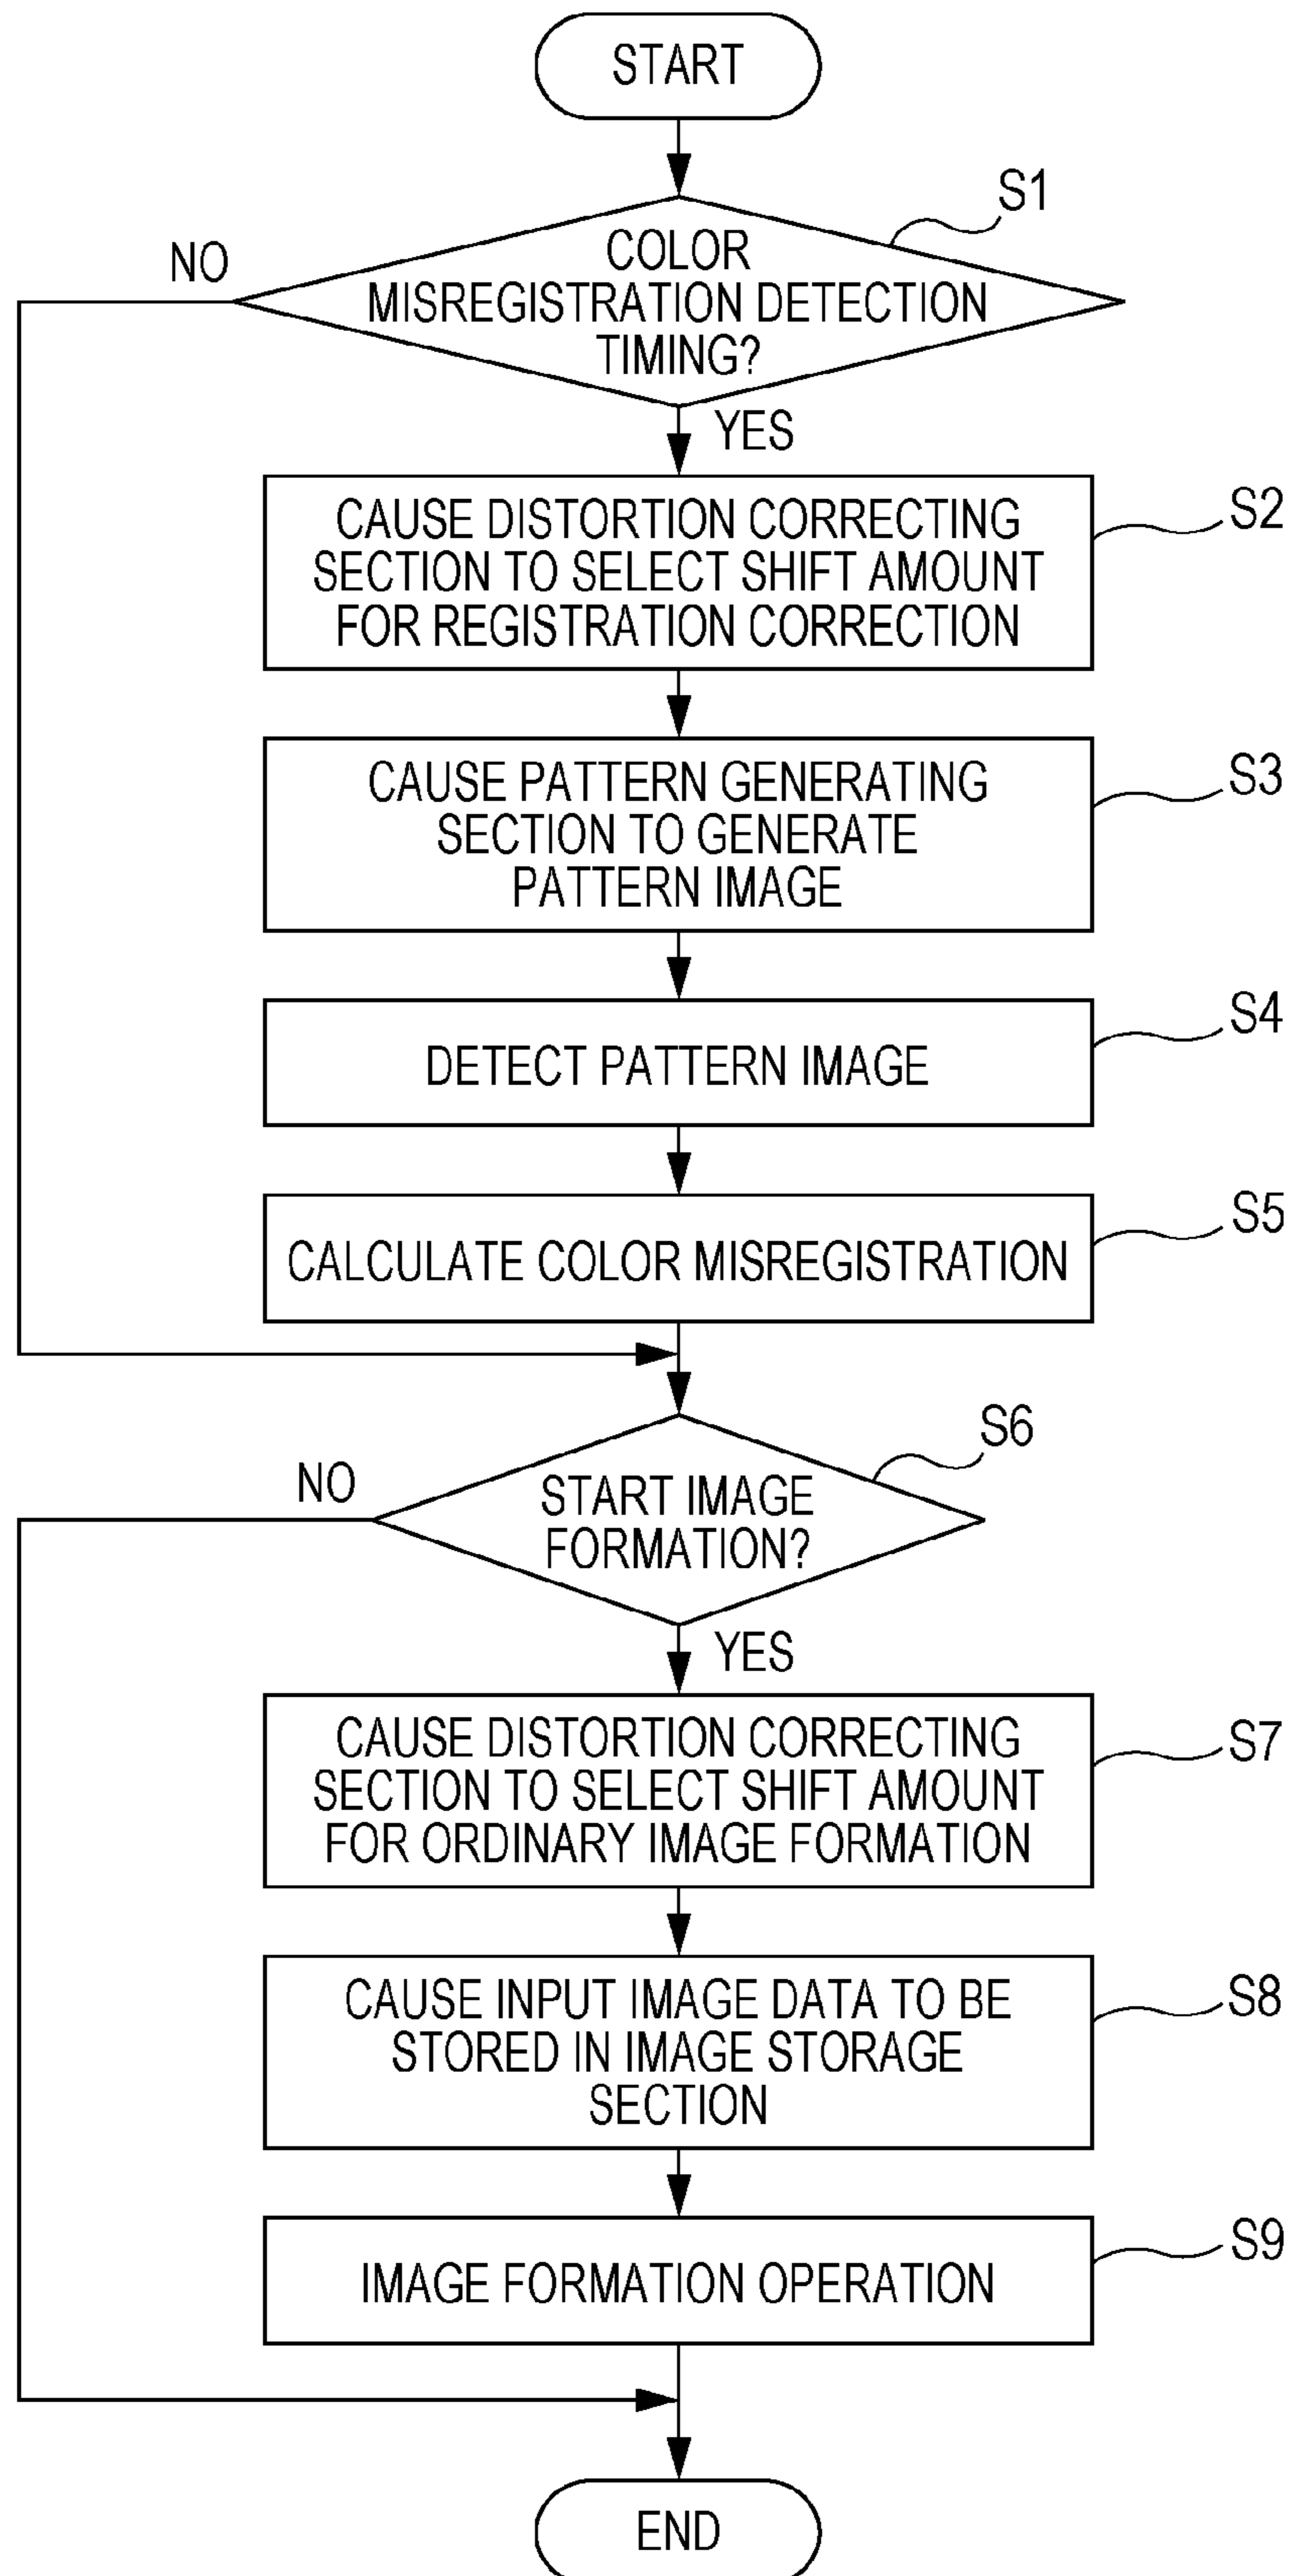 START
S1
NO
COLOR
MISREGISTRATION DETECTION
TIMING?
YES
S2
CAUSE DISTORTION CORRECTING
SECTION TO SELECT SHIFT AMOUNT
FOR REGISTRATION CORRECTION
S3
CAUSE PATTERN GENERATING
SECTION TO GENERATE
PATTERN IMAGE
S4
DETECT PATTERN IMAGE
S5
CALCULATE COLOR MISREGISTRATION
S6
NO
START IMAGE
FORMATION?
YES
S7
CAUSE DISTORTION CORRECTING
SECTION TO SELECT SHIFT AMOUNT
FOR ORDINARY IMAGE FORMATION
S8
CAUSE INPUT IMAGE DATA TO BE
STORED IN IMAGE STORAGE
SECTION
S9
IMAGE FORMATION OPERATION
END